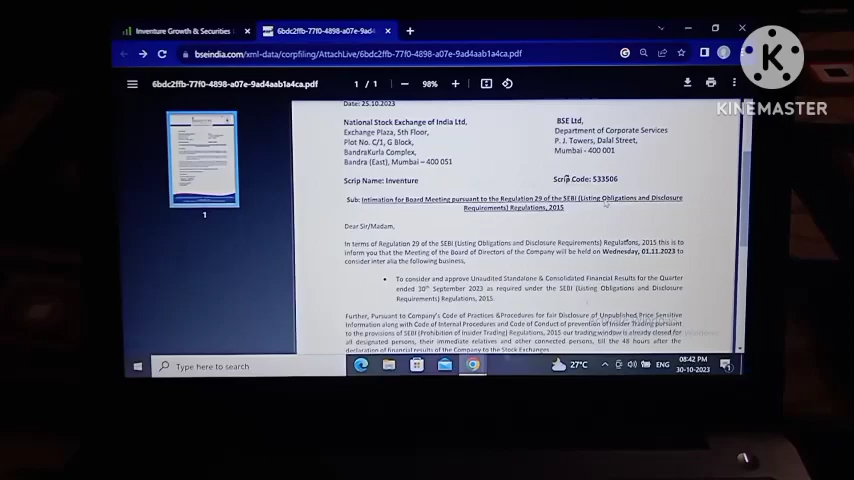 Inventure Growth & Securities
6bdc2ffb-77f0-4898-a07e-9ad4
bseindia.com/xml-data/corpfiling/AttachLive/6bdc2ffb-77f0-4898-a07e-9ad4aab1a4ca.pdf
6bdc2ffb-77f0-4898-a07e-9ad4aab1a4ca.pdf
1 / 1
98%
K
KINEMASTER
Date: 25.10.2023
National Stock Exchange of India Ltd,
Exchange Plaza, 5th Floor,
Plot No. C/1, G Block,
BandraKurla Complex,
Bandra (East), Mumbai – 400 051
BSE Ltd,
Department of Corporate Services
P. J. Towers, Dalal Street,
Mumbai - 400 001
Scrip Name: Inventure
Scrip Code: 533506
Sub: Intimation for Board Meeting pursuant to the Regulation 29 of the SEBI (Listing Obligations and Disclosure
Requirements) Regulations, 2015
Dear Sir/Madam,
In terms of Regulation 29 of the SEBI (Listing Obligations and Disclosure Requirements) Regulations, 2015 this is to
inform you that the Meeting of the Board of Directors of the Company will be held on Wednesday, 01.11.2023 to
consider inter alia the following business,
• To consider and approve Unaudited Standalone & Consolidated Financial Results for the Quarter
ended 30th September 2023 as required under the SEBI (Listing Obligations and Disclosure
Requirements) Regulations, 2015.
Further, Pursuant to Company's Code of Practices &Procedures for fair Disclosure of Unpublished Price Sensitive
Information along with Code of Internal Procedures and Code of Conduct of prevention of Insider Trading pursuant
to the provisions of SEBI (Prohibition of Insider Trading) Regulations, 2015 our trading window is already closed for
all designated persons, their immediate relatives and other connected persons, till the 48 hours after the
declaration of financial results of the Company to the Stock Exchanges
1
Type here to search
27°C
ENG
08:42 PM
30-10-2023